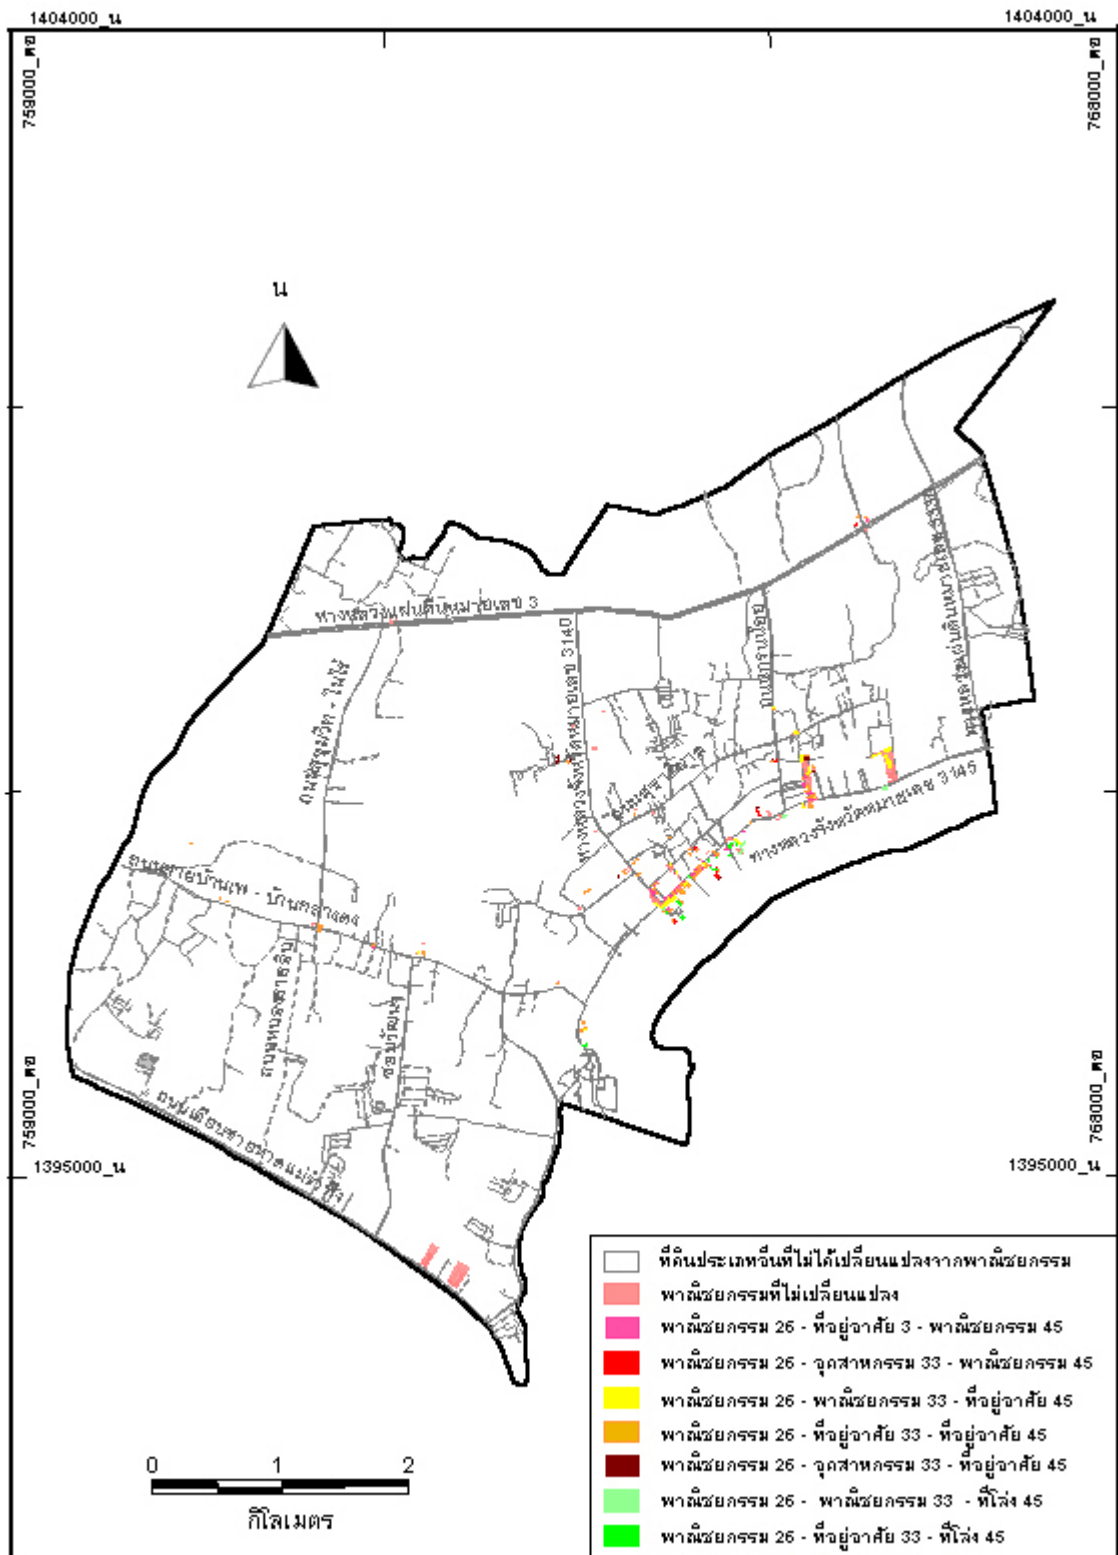 1404000_น
1404000_น
759000_ตอ
768000_ตอ
น
ทางหลวงแผ่นดินหมายเลข 3
ทางหลวงจังหวัดหมายเลข 3140
ถนนสุขุมวิท - ในไร่
ทางหลวงจังหวัดหมายเลข 3145
ถนนสายบ้านเพ - บ้านกลางดง
ซอยวัฒนา
759000_ตอ
768000_ตอ
1395000_น
1395000_น
ที่ดินประเภทอื่นที่ไม่ได้เปลี่ยนแปลงจากพาณิชยกรรม
พาณิชยกรรมที่ไม่เปลี่ยนแปลง
พาณิชยกรรม 26 - ที่อยู่อาศัย 3 - พาณิชยกรรม 45
พาณิชยกรรม 26 - อุตสาหกรรม 33 - พาณิชยกรรม 45
พาณิชยกรรม 26 - พาณิชยกรรม 33 - ที่อยู่อาศัย 45
พาณิชยกรรม 26 - ที่อยู่อาศัย 33 - ที่อยู่อาศัย 45
พาณิชยกรรม 26 - อุตสาหกรรม 33 - ที่อยู่อาศัย 45
พาณิชยกรรม 26 - พาณิชยกรรม 33 - ที่โล่ง 45
พาณิชยกรรม 26 - ที่อยู่อาศัย 33 - ที่โล่ง 45
0 1 2
กิโลเมตร